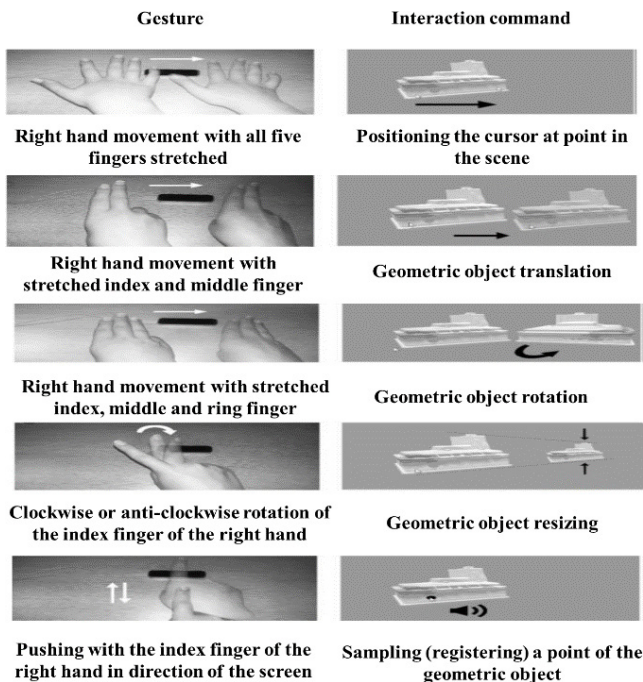 Gesture
Interaction command
Right hand movement with all five
fingers stretched
Positioning the cursor at point in
the scene
Right hand movement with
stretched index and middle finger
Geometric object translation
Right hand movement with stretched
index, middle and ring finger
Geometric object rotation
Clockwise or anti-clockwise rotation of
the index finger of the right hand
Geometric object resizing
Pushing with the index finger of the
right hand in direction of the screen
Sampling (registering) a point of the
geometric object